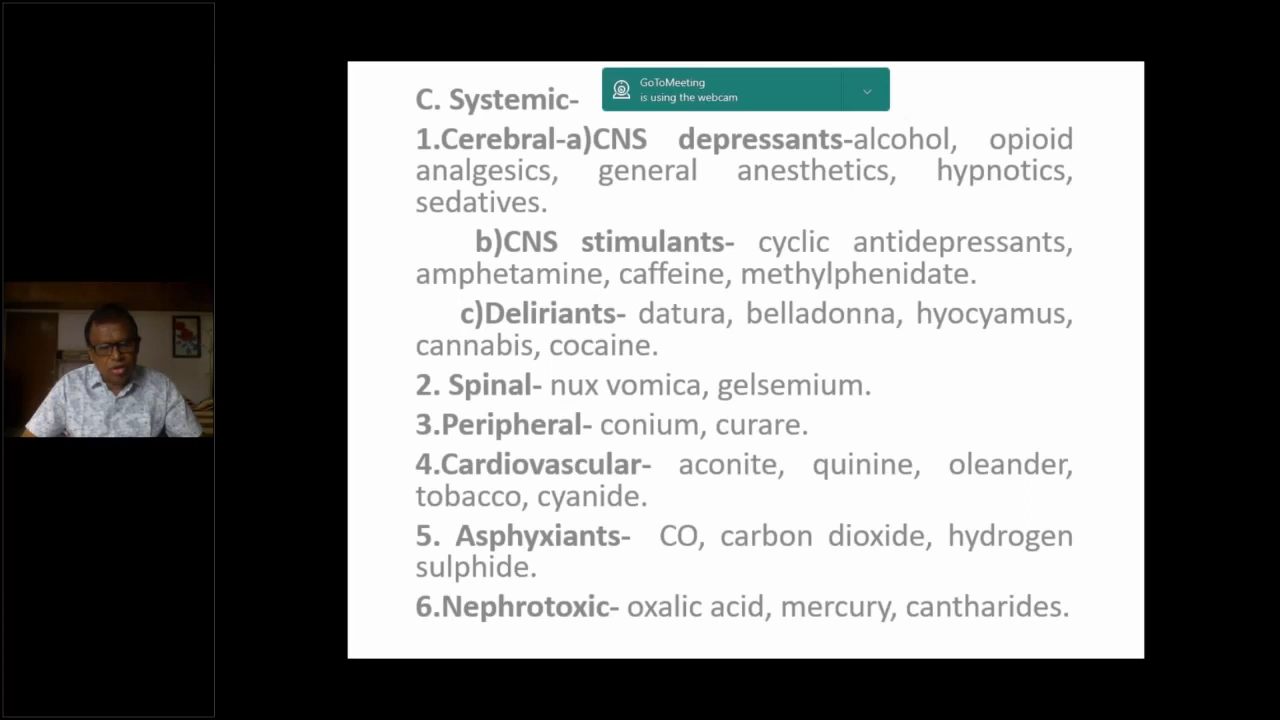 GoToMeeting
is using the webcam
C. Systemic-
1.Cerebral-a)CNS depressants-alcohol, opioid
analgesics, general anesthetics, hypnotics,
sedatives.
b)CNS stimulants- cyclic antidepressants,
amphetamine, caffeine, methylphenidate.
c)Deliriants- datura, belladonna, hyocyamus,
cannabis, cocaine.
2. Spinal- nux vomica, gelsemium.
3.Peripheral- conium, curare.
4.Cardiovascular- aconite, quinine, oleander,
tobacco, cyanide.
5. Asphyxiants- CO, carbon dioxide, hydrogen
sulphide.
6.Nephrotoxic- oxalic acid, mercury, cantharides.